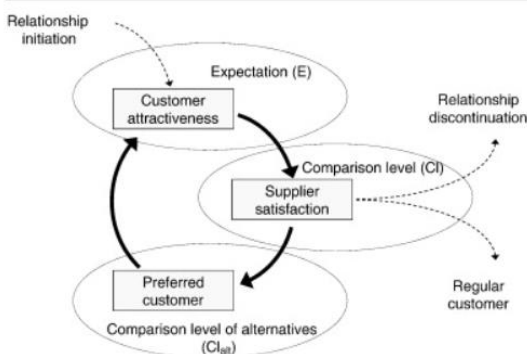 Relationship
initiation
Expectation (E)
Customer
attractiveness
Relationship
discontinuation
Comparison level (Cl)
Supplier
satisfaction
Preferred
customer
Regular
customer
Comparison level of alternatives
(Cl_alt)